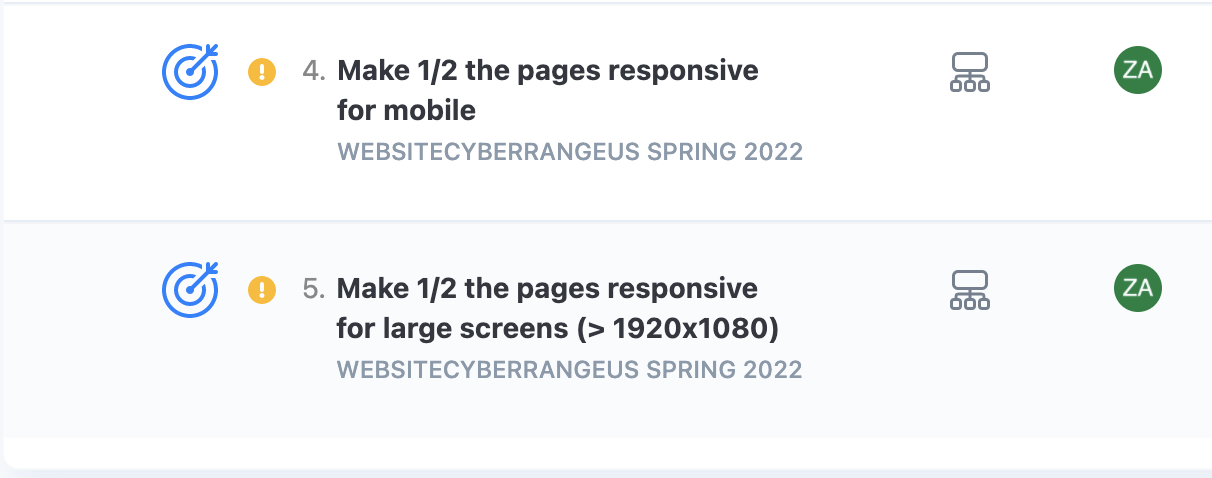 4. Make 1/2 the pages responsive
for mobile
WEBSITECYBERRANGEUS SPRING 2022
ZA
5. Make 1/2 the pages responsive
for large screens (> 1920x1080)
WEBSITECYBERRANGEUS SPRING 2022
ZA